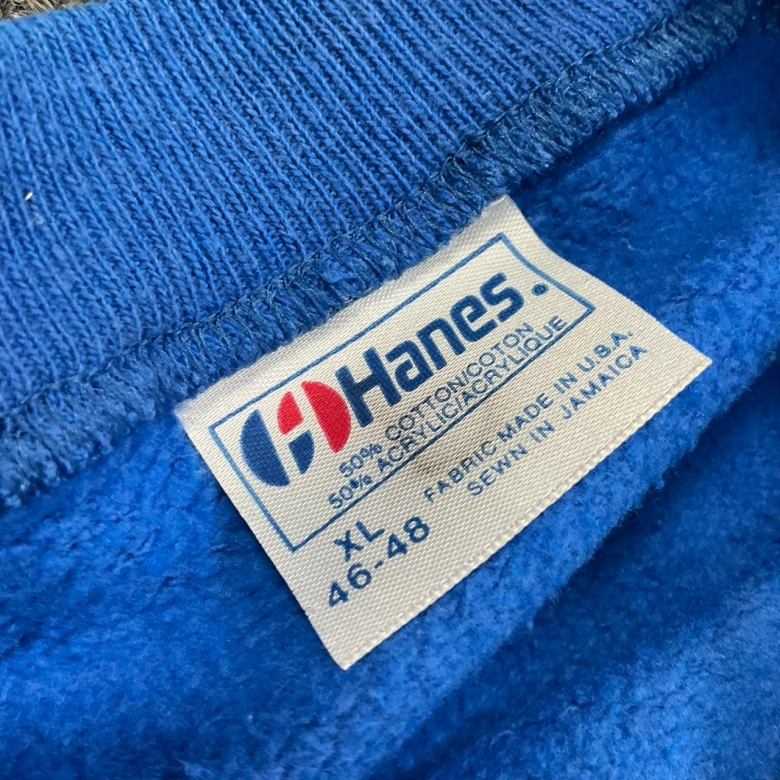 Hanes.
50% COTTON/COTON
50% ACRYLIC/ACRYLIQUE
XL
46-48
FABRIC MADE IN U.S.A.
SEWN IN JAMAICA